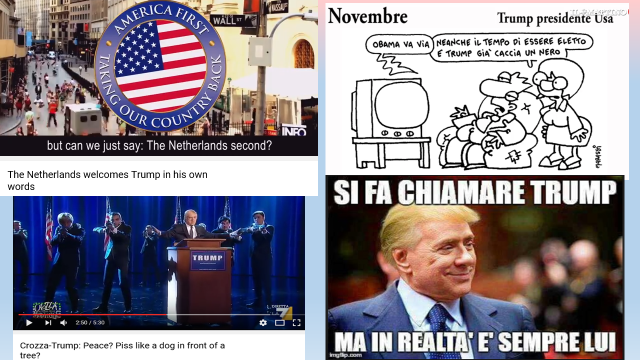 AMERICA FIRST
TAKING OUR COUNTRY BACK
WALL ST
INFO
but can we just say: The Netherlands second?
The Netherlands welcomes Trump in his own
words
TRUMP
2:50 / 5:30
Crozza-Trump: Peace? Piss like a dog in front of a
tree?
Novembre
Trump presidente Usa
OBAMA VA VIA
NEANCHE IL TEMPO DI ESSERE ELETTO
E TRUMP GIA' CACCIA UN NERO
SI FA CHIAMARE TRUMP
MA IN REALTA' E' SEMPRE LUI
imgflip.com